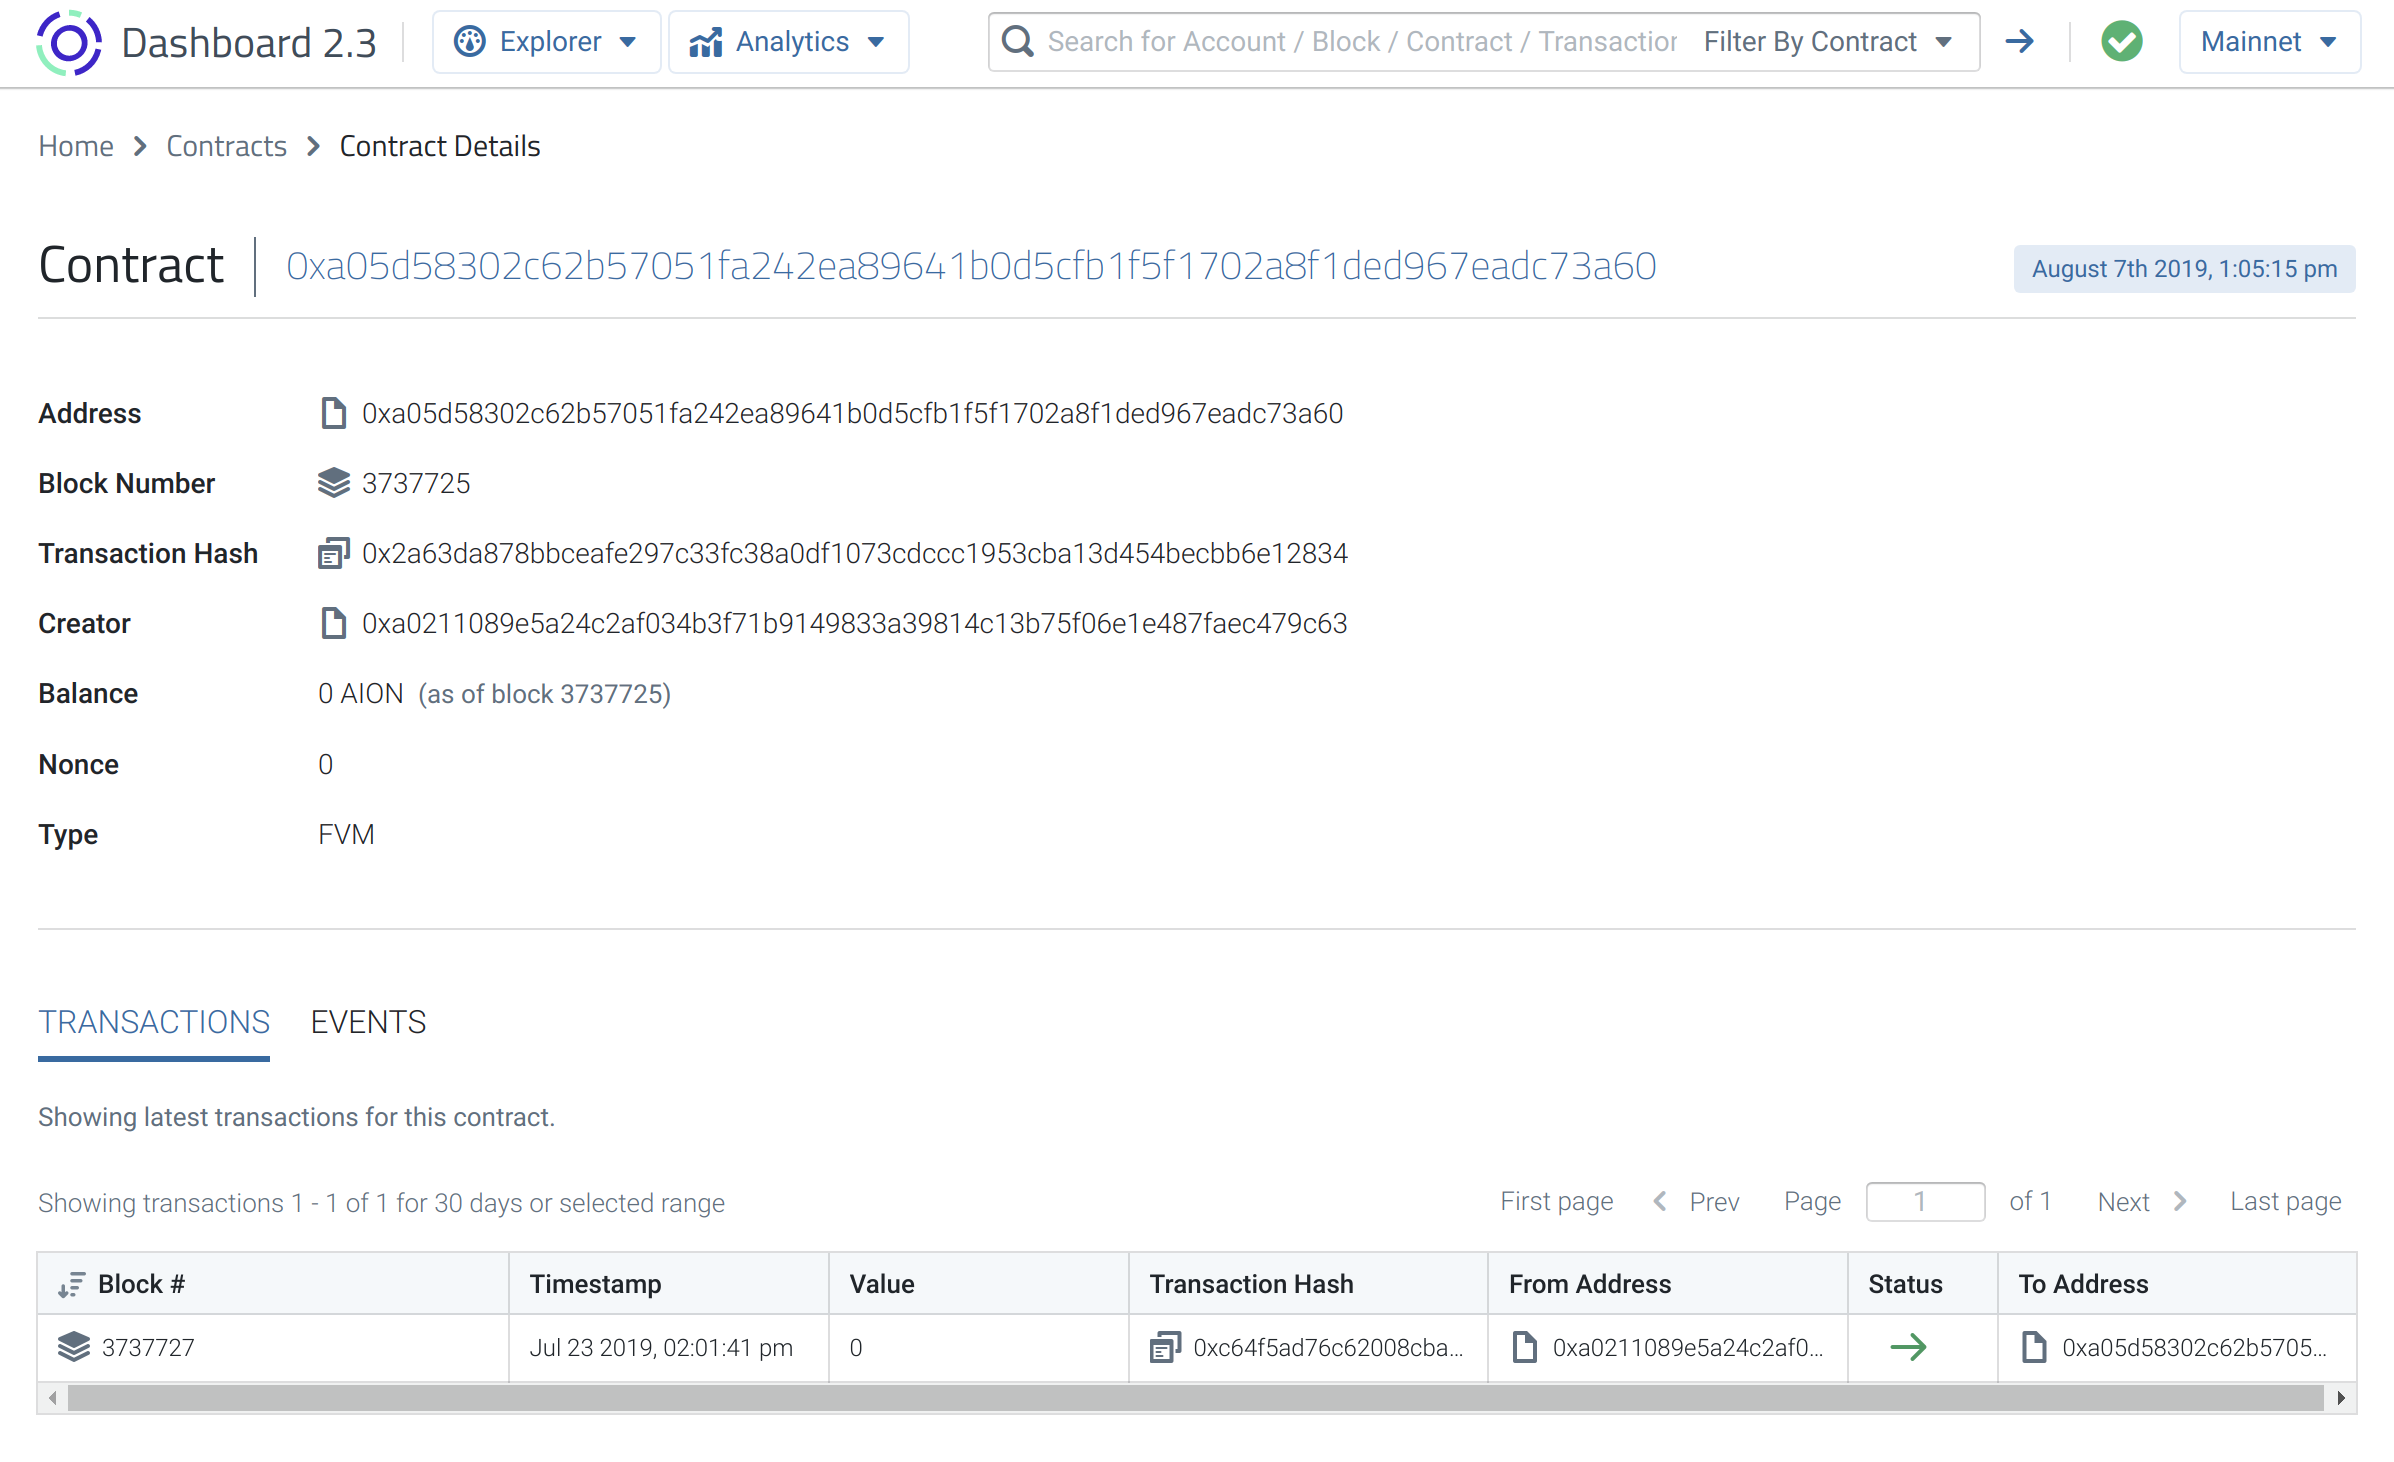 Dashboard 2.3 Explorer Analytics Search for Account / Block / Contract / Transaction Filter By Contract Mainnet
Home Contracts Contract Details
Contract 0xa05d58302c62b57051fa242ea89641b0d5cfb1f5f1702a8f1ded967eadc73a60 August 7th 2019, 1:05:15 pm
Address 0xa05d58302c62b57051fa242ea89641b0d5cfb1f5f1702a8f1ded967eadc73a60
Block Number 3737725
Transaction Hash 0x2a63da878bbceafe297c33fc38a0df1073cdccc1953cba13d454becbb6e12834
Creator 0xa0211089e5a24c2af034b3f71b9149833a39814c13b75f06e1e487faec479c63
Balance 0 AION (as of block 3737725)
Nonce 0
Type FVM
TRANSACTIONS EVENTS
Showing latest transactions for this contract.
Showing transactions 1 - 1 of 1 for 30 days or selected range First page Prev Page 1 of 1 Next Last page
Block # Timestamp Value Transaction Hash From Address Status To Address
3737727 Jul 23 2019, 02:01:41 pm 0 0xc64f5ad76c62008cba... 0xa0211089e5a24c2af0... 0xa05d58302c62b5705...